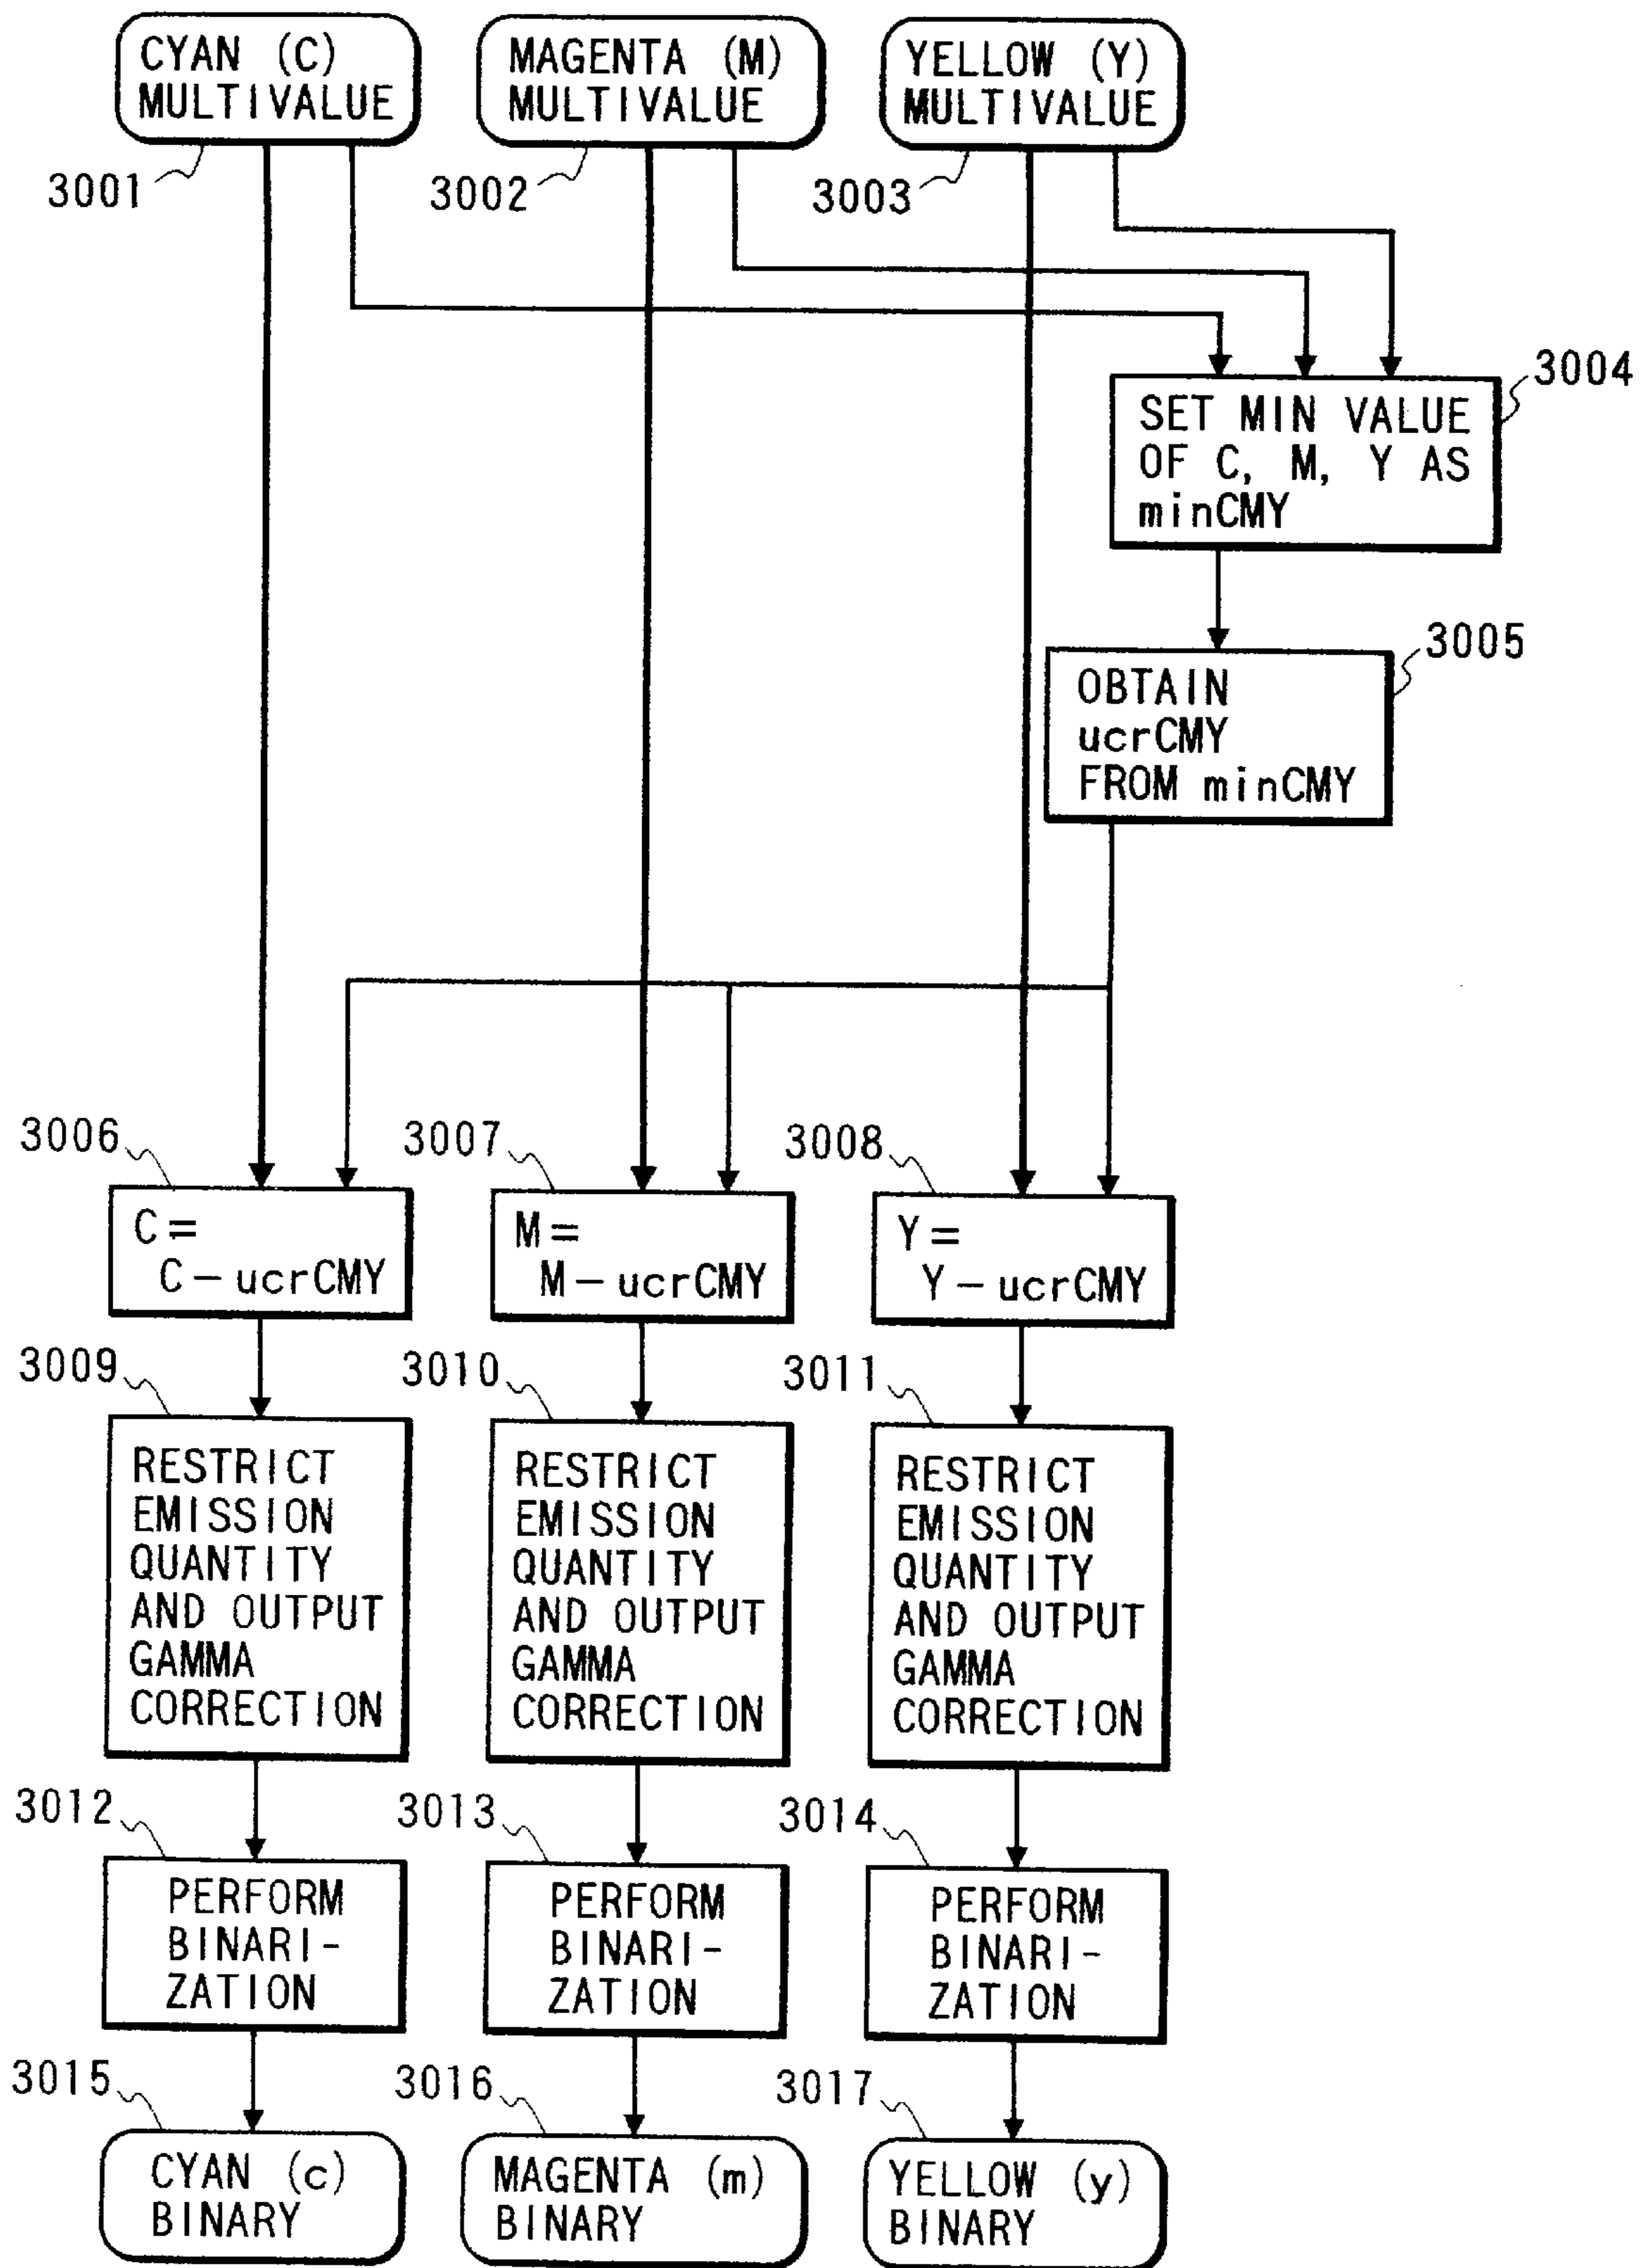 CYAN (C)
MULTIVALUE
MAGENTA (M)
MULTIVALUE
YELLOW (Y)
MULTIVALUE
3001
3002
3003
3004
SET MIN VALUE
OF C, M, Y AS
minCMY
3005
OBTAIN
ucrCMY
FROM minCMY
3006
3007
3008
C=
C-ucrCMY
M=
M-ucrCMY
Y=
Y-ucrCMY
3009
3010
3011
RESTRICT
EMISSION
QUANTITY
AND OUTPUT
GAMMA
CORRECTION
RESTRICT
EMISSION
QUANTITY
AND OUTPUT
GAMMA
CORRECTION
RESTRICT
EMISSION
QUANTITY
AND OUTPUT
GAMMA
CORRECTION
3012
3013
3014
PERFORM
BINARI-
ZATION
PERFORM
BINARI-
ZATION
PERFORM
BINARI-
ZATION
3015
3016
3017
CYAN (c)
BINARY
MAGENTA (m)
BINARY
YELLOW (y)
BINARY